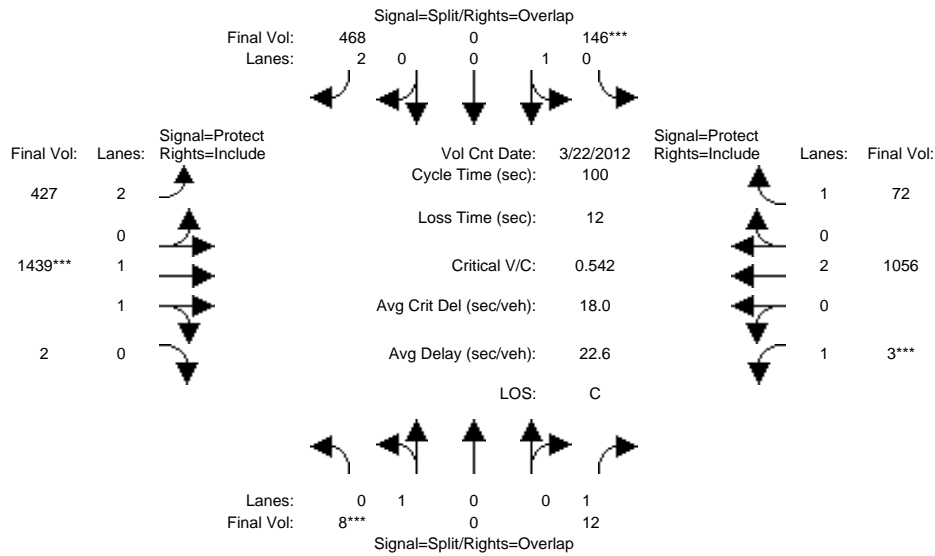 Signal=Split/Rights=Overlap
Final Vol: 468 0 146***
Lanes: 2 0 0 1 0
Signal=Protect
Final Vol: Lanes: Rights=Include
Vol Cnt Date: 3/22/2012
Signal=Protect
Rights=Include Lanes: Final Vol:
Cycle Time (sec): 100
427 2
1 72
Loss Time (sec): 12
0
0
1439*** 1
Critical V/C: 0.542
2 1056
1
Avg Crit Del (sec/veh): 18.0
0
2 0
Avg Delay (sec/veh): 22.6
1 3***
LOS: C
Lanes: 0 1 0 0 1
Final Vol: 8*** 0 12
Signal=Split/Rights=Overlap